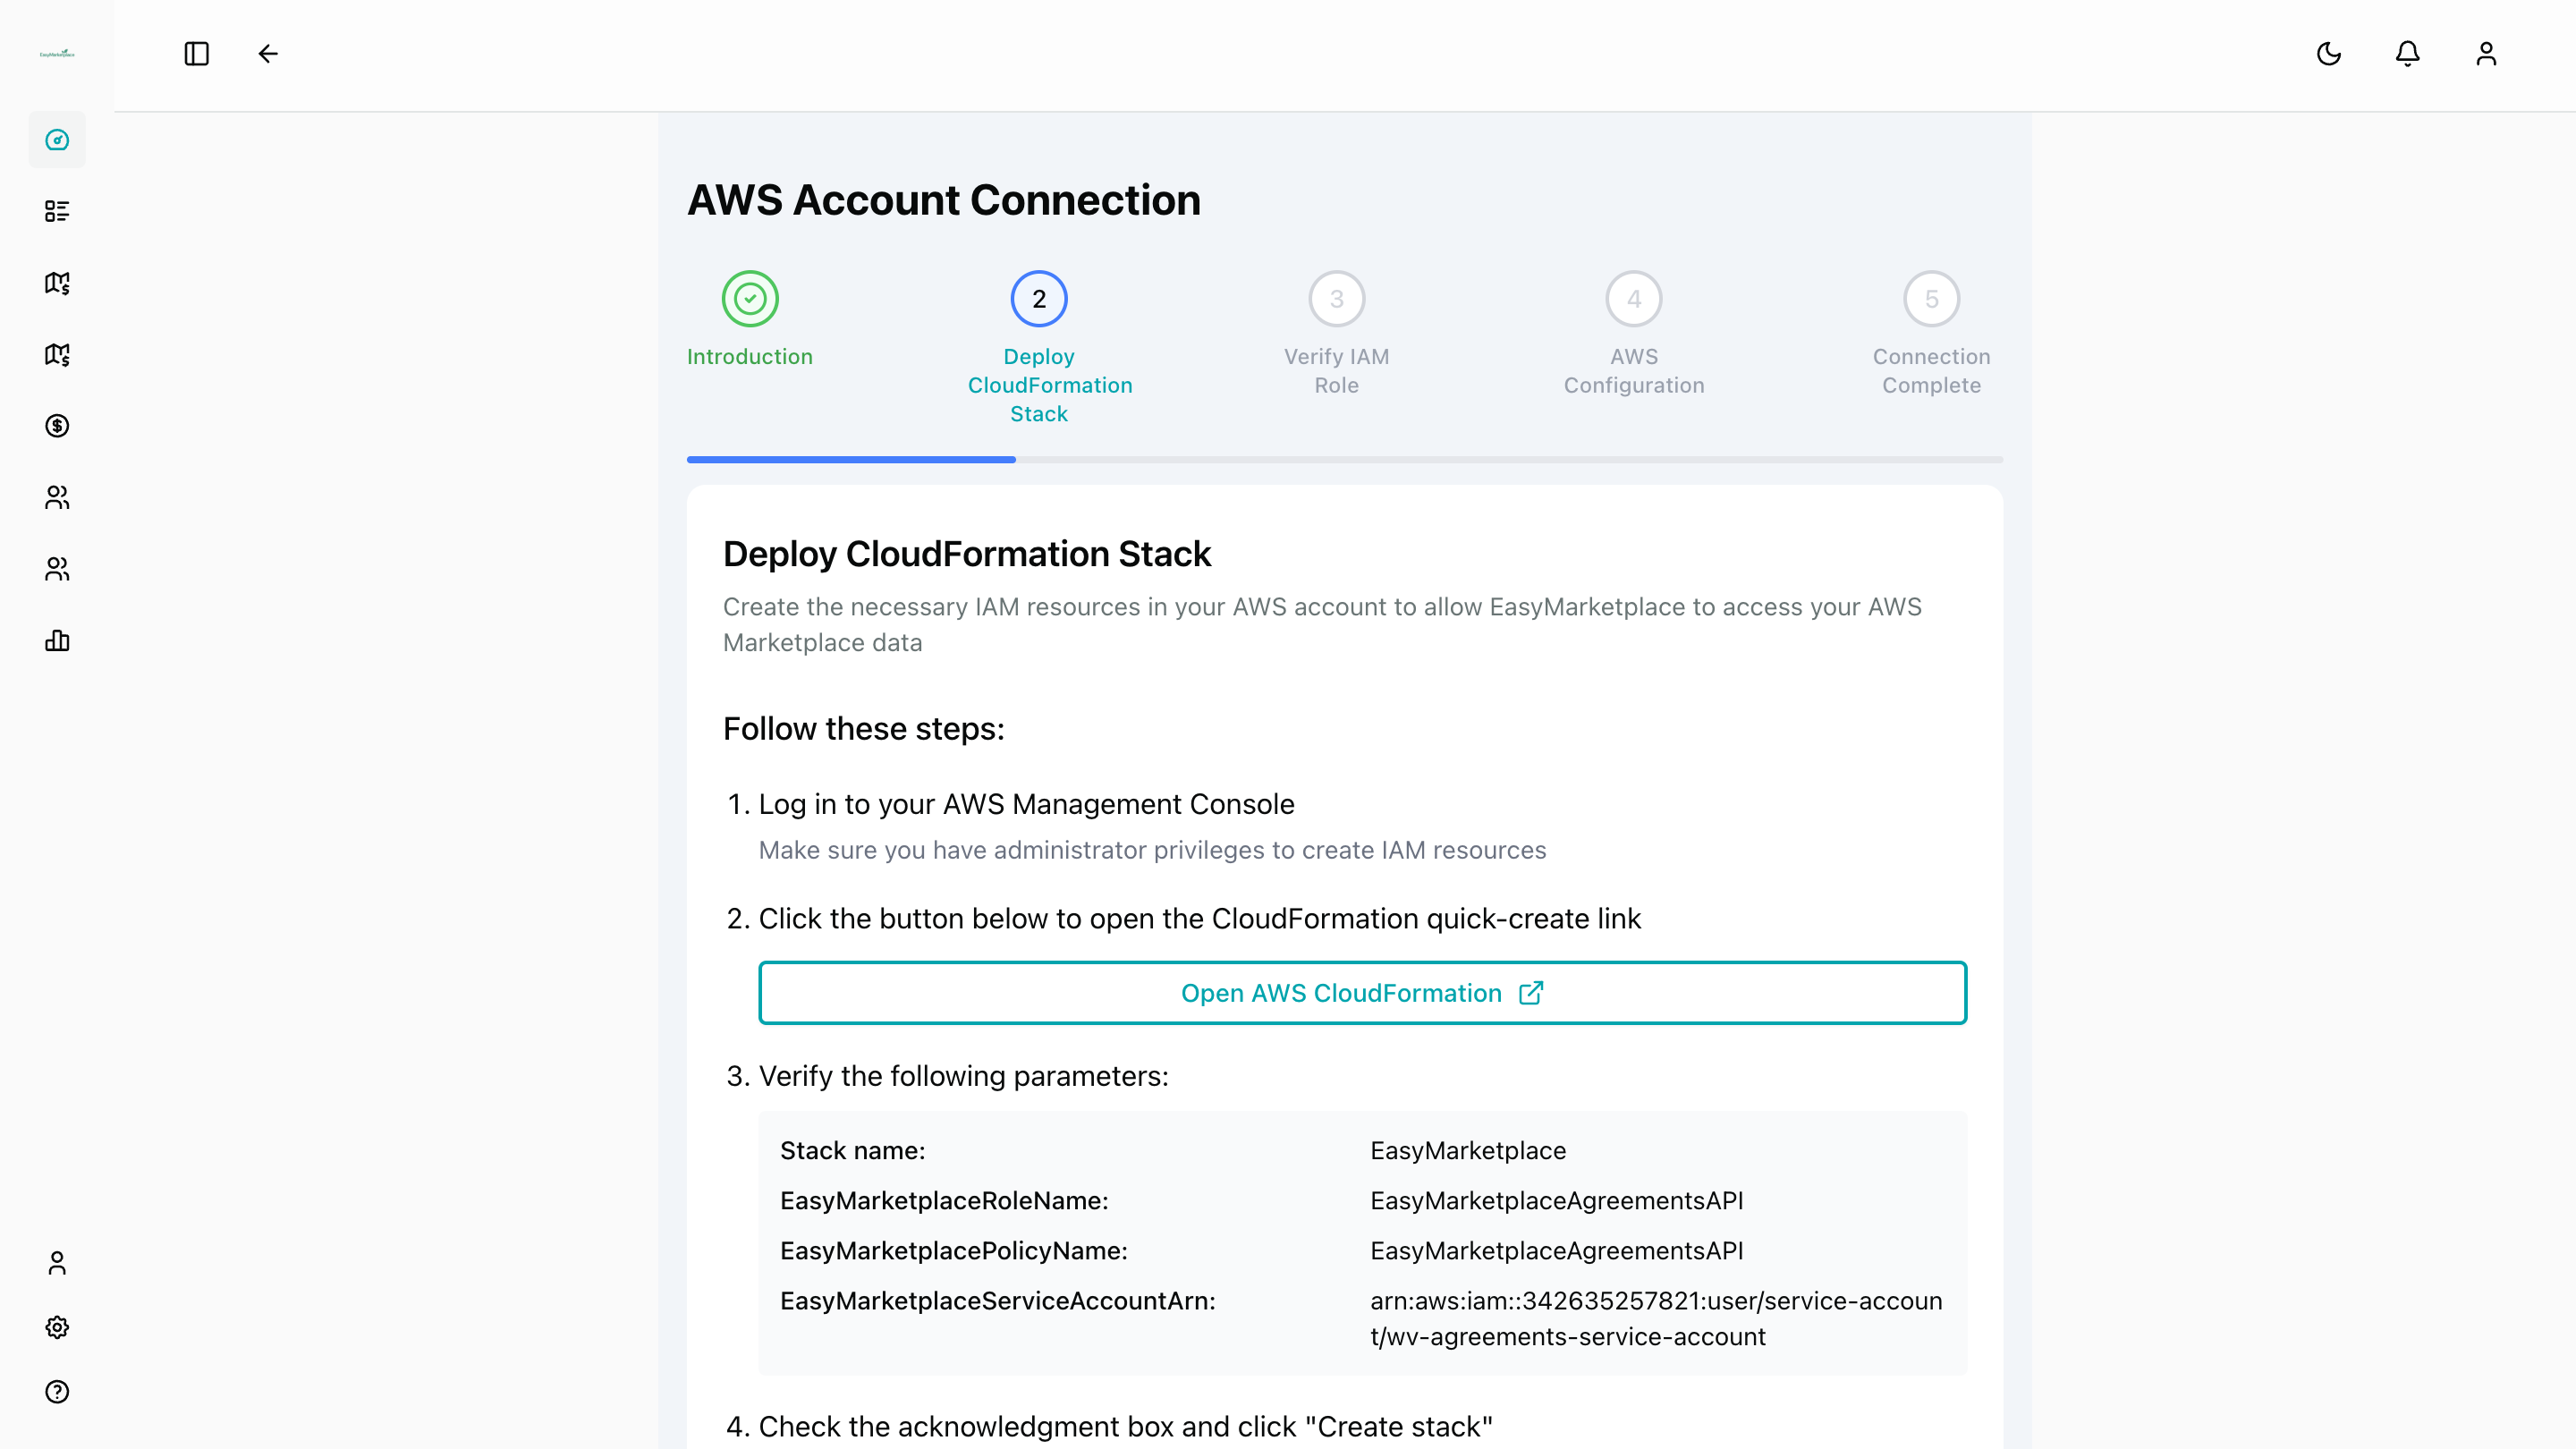 EasyMarketplace
AWS Account Connection
2
3
4
5
Introduction
Deploy
CloudFormation
Stack
Verify IAM
Role
AWS
Configuration
Connection
Complete
Deploy CloudFormation Stack
Create the necessary IAM resources in your AWS account to allow EasyMarketplace to access your AWS
Marketplace data
Follow these steps:
1. Log in to your AWS Management Console
Make sure you have administrator privileges to create IAM resources
2. Click the button below to open the CloudFormation quick-create link
Open AWS CloudFormation
3. Verify the following parameters:
Stack name: EasyMarketplace
EasyMarketplaceRoleName: EasyMarketplaceAgreementsAPI
EasyMarketplacePolicyName: EasyMarketplaceAgreementsAPI
EasyMarketplaceServiceAccountArn: arn:aws:iam::342635257821:user/service-accoun
t/wv-agreements-service-account
4. Check the acknowledgment box and click "Create stack"